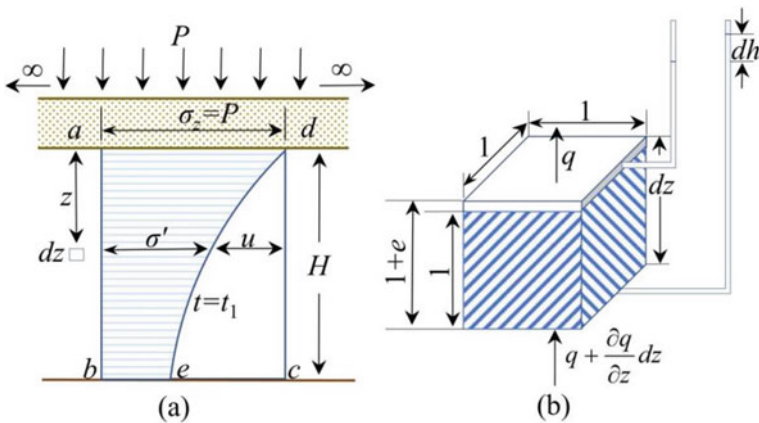 P
∞ ∞
a σz=P d
z
σ′ u H
dz
t=t1
b e c
(a)
dh
1
1 q
dz
1+e 1
q + ∂q/∂z dz
(b)